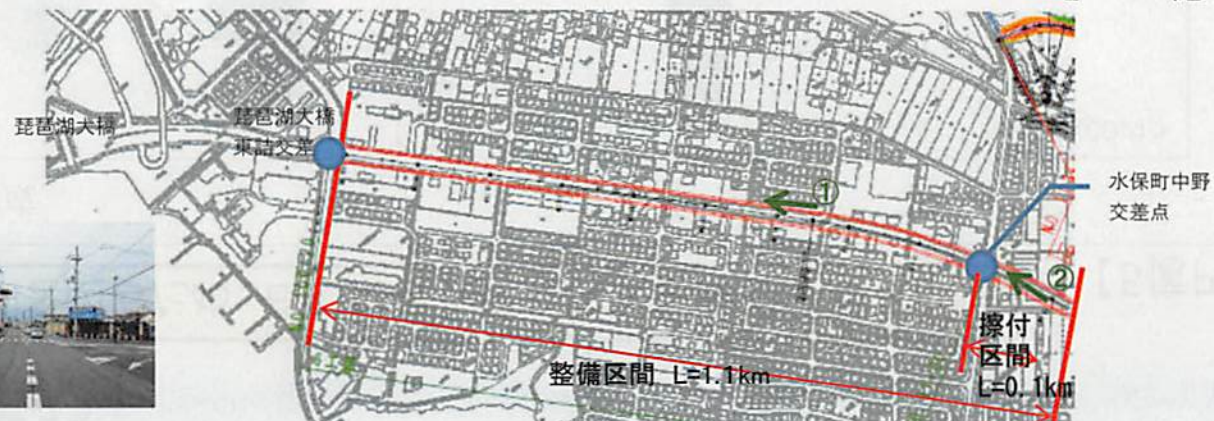 琵琶湖大橋
琵琶湖大橋
東詰交差
①
水保町中野
交差点
②
擦付
区間
L=0.1km
整備区間 L=1.1km